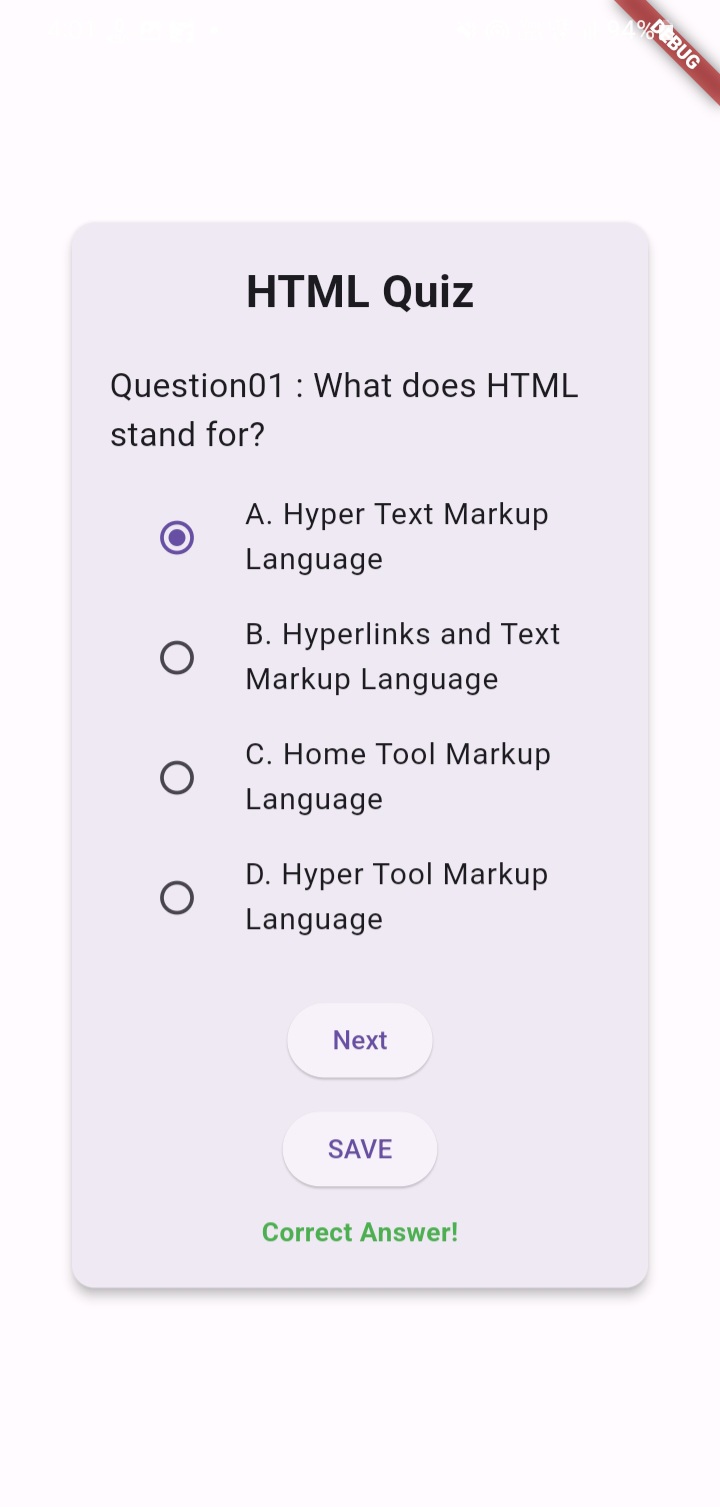 4%
DEBUG
HTML Quiz
Question01 : What does HTML
stand for?
A. Hyper Text Markup
Language
B. Hyperlinks and Text
Markup Language
C. Home Tool Markup
Language
D. Hyper Tool Markup
Language
Next
SAVE
Correct Answer!